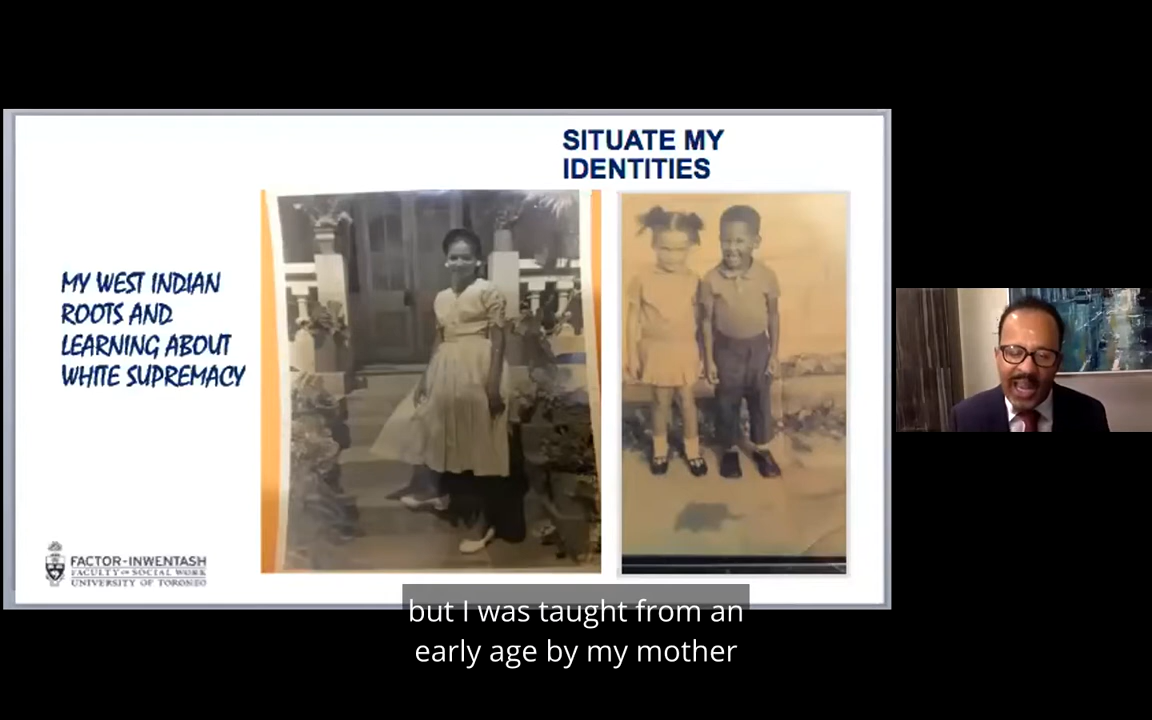 SITUATE MY
IDENTITIES
MY WEST INDIAN
ROOTS AND
LEARNING ABOUT
WHITE SUPREMACY
FACTOR-INWENTASH
FACULTY OF SOCIAL WORK
UNIVERSITY OF TORONTO
but I was taught from an
early age by my mother